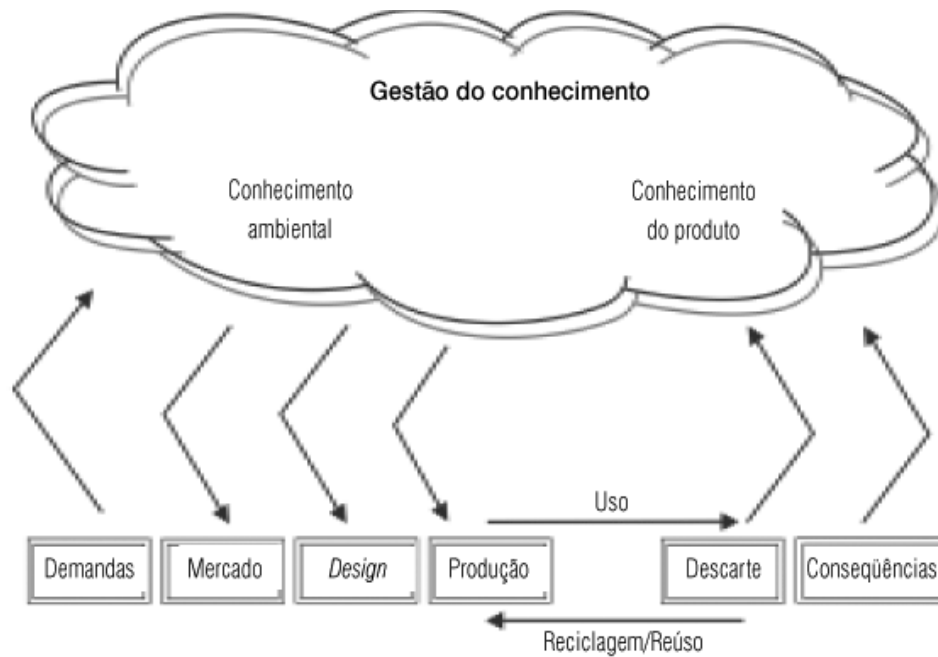 Gestão do conhecimento
Conhecimento
ambiental
Conhecimento
do produto
Uso
Demandas
Mercado
Design
Produção
Descarte
Conseqüências
Reciclagem/Reúso